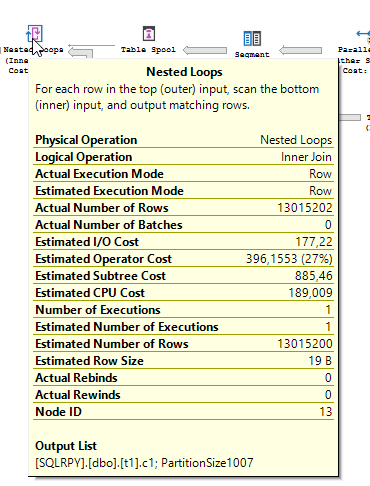 Nested Loops
Table Spool
Segment
Paralle
(Inne
ther S
Cost
Cost:
Nested Loops
For each row in the top (outer) input, scan the bottom
(inner) input, and output matching rows.
Physical Operation Nested Loops
Logical Operation Inner Join
Actual Execution Mode Row
Estimated Execution Mode Row
Actual Number of Rows 13015202
Actual Number of Batches 0
Estimated I/O Cost 177,22
Estimated Operator Cost 396,1553 (27%)
Estimated Subtree Cost 885,46
Estimated CPU Cost 189,009
Number of Executions 1
Estimated Number of Executions 1
Estimated Number of Rows 13015200
Estimated Row Size 19 B
Actual Rebinds 0
Actual Rewinds 0
Node ID 13
Output List
[SQLRPY].[dbo].[t1].c1; PartitionSize1007